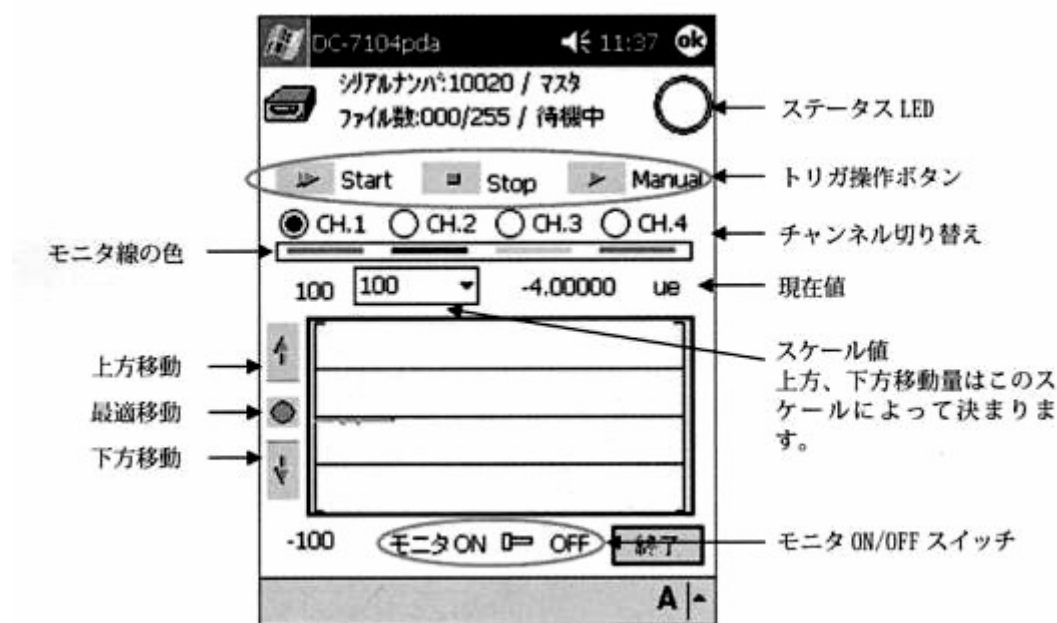 DC-7104pda 11:37 ok
シリアルナンバ:10020 / マスタ
ファイル数:000/255 / 待機中
ステータス LED
Start Stop Manual
トリガ操作ボタン
CH.1 CH.2 CH.3 CH.4
チャンネル切り替え
モニタ線の色
100 100 -4.00000 ue
現在値
上方移動
最適移動
下方移動
スケール値
上方、下方移動量はこのス
ケールによって決まりま
す。
-100 モニタ ON OFF 終了
モニタ ON/OFF スイッチ
A